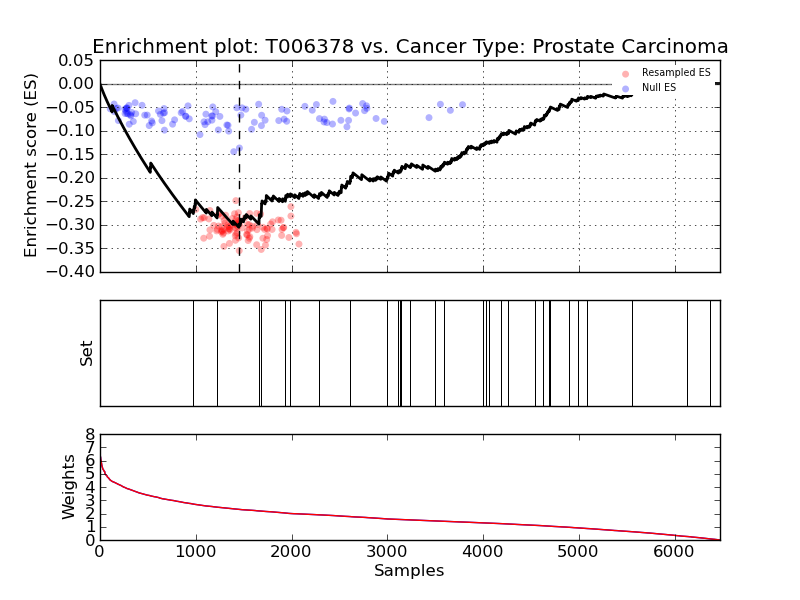 Enrichment plot: T006378 vs. Cancer Type: Prostate Carcinoma
0.05
0.00
−0.05
−0.10
−0.15
−0.20
−0.25
−0.30
−0.35
−0.40
Enrichment score (ES)
Resampled ES
Null ES
Set
8
7
6
5
4
3
2
1
0
Weights
0 1000 2000 3000 4000 5000 6000
Samples